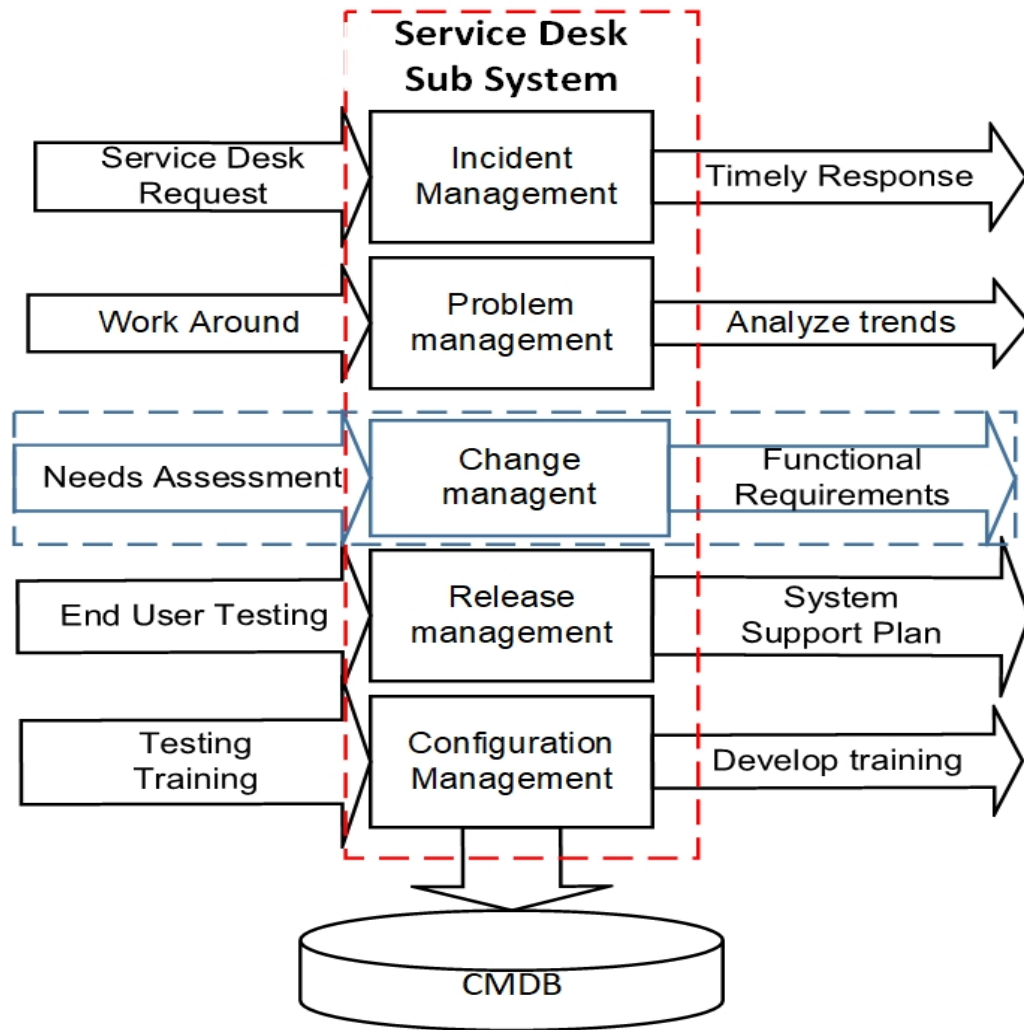 Service Desk
Sub System
Service Desk
Request
Incident
Management
Timely Response
Work Around
Problem
management
Analyze trends
Needs Assessment
Change
managent
Functional
Requirements
End User Testing
Release
management
System
Support Plan
Testing
Training
Configuration
Management
Develop training
CMDB